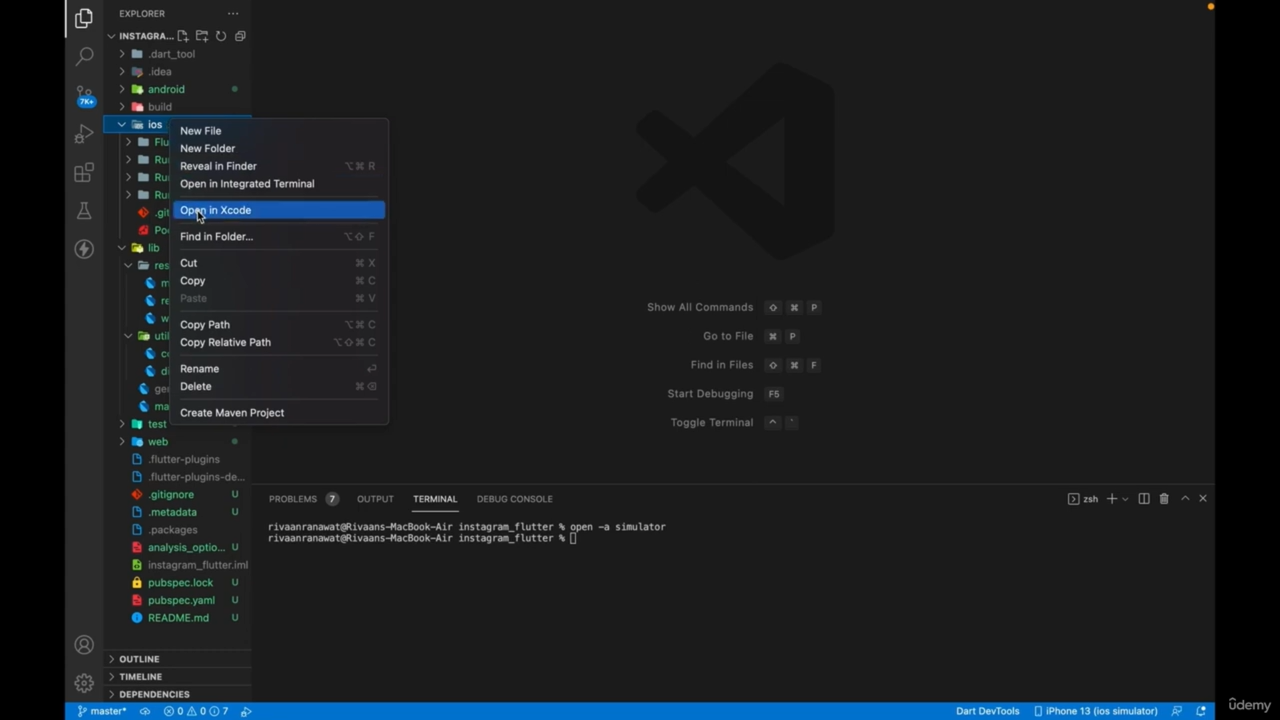 EXPLORER
INSTAGRA...
.dart_tool
.idea
android
build
ios
Flu
Ru
Ru
Ru
.git
Po
lib
res
m
re
w
util
co
di
ge
ma
test
web
.flutter-plugins
.flutter-plugins-de...
.gitignore U
.metadata U
.packages
analysis_optio... U
instagram_flutter.iml
pubspec.lock U
pubspec.yaml U
README.md U
OUTLINE
TIMELINE
DEPENDENCIES
7K+
New File
New Folder
Reveal in Finder ⌥⌘ R
Open in Integrated Terminal
Open in Xcode
Find in Folder... ⌥⇧ F
Cut ⌘ X
Copy ⌘ C
Paste ⌘ V
Copy Path ⌥⌘ C
Copy Relative Path ⌥⇧⌘ C
Rename ⏎
Delete ⌘⌫
Create Maven Project
Show All Commands ⇧ ⌘ P
Go to File ⌘ P
Find in Files ⇧ ⌘ F
Start Debugging F5
Toggle Terminal ^ `
PROBLEMS 7 OUTPUT TERMINAL DEBUG CONSOLE zsh
rivaanranawat@Rivaans-MacBook-Air instagram_flutter % open -a simulator
rivaanranawat@Rivaans-MacBook-Air instagram_flutter %
master* 0 0 7 Dart DevTools iPhone 13 (ios simulator)
ûdemy